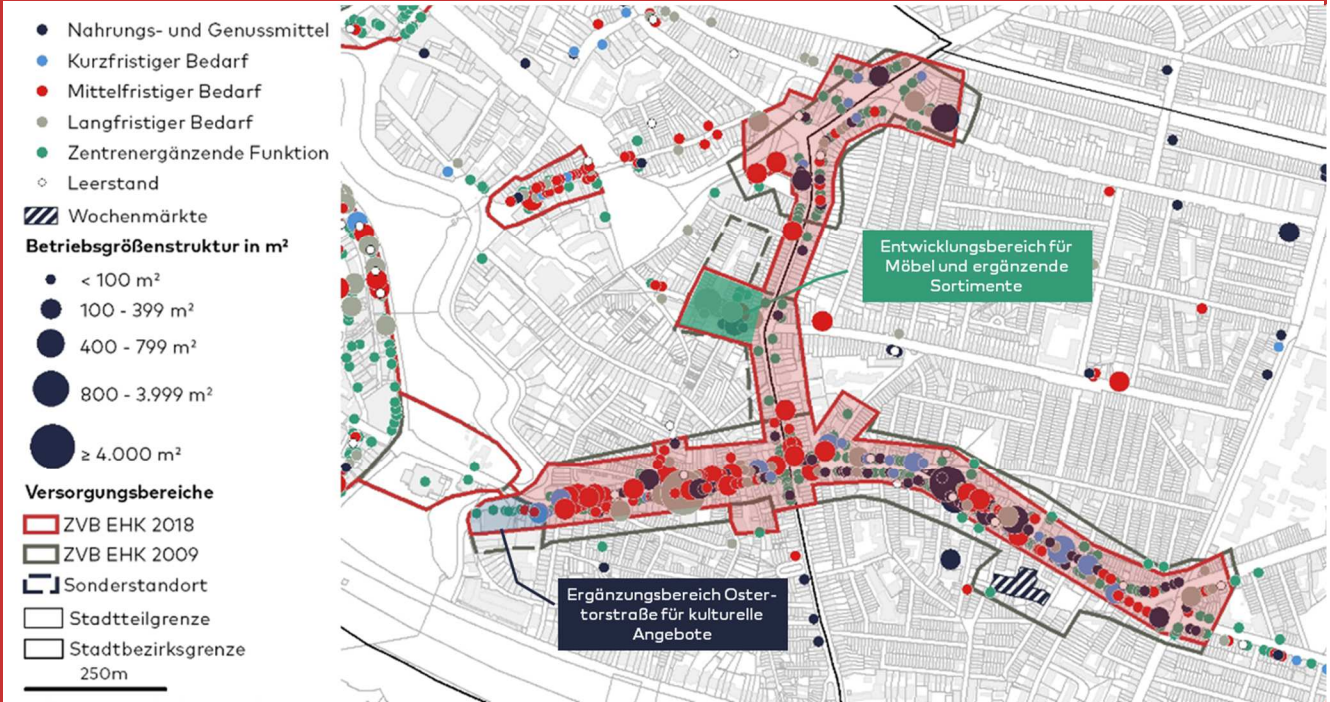 Nahrungs- und Genussmittel
Kurzfristiger Bedarf
Mittelfristiger Bedarf
Langfristiger Bedarf
Zentrenergänzende Funktion
Leerstand
Wochenmärkte
Betriebsgrößenstruktur in m²
< 100 m²
100 - 399 m²
400 - 799 m²
800 - 3.999 m²
≥ 4.000 m²
Versorgungsbereiche
ZVB EHK 2018
ZVB EHK 2009
Sonderstandort
Stadtteilgrenze
Stadtbezirksgrenze
250m
Entwicklungsbereich für
Möbel und ergänzende
Sortimente
Ergänzungsbereich Oster-
torstraße für kulturelle
Angebote